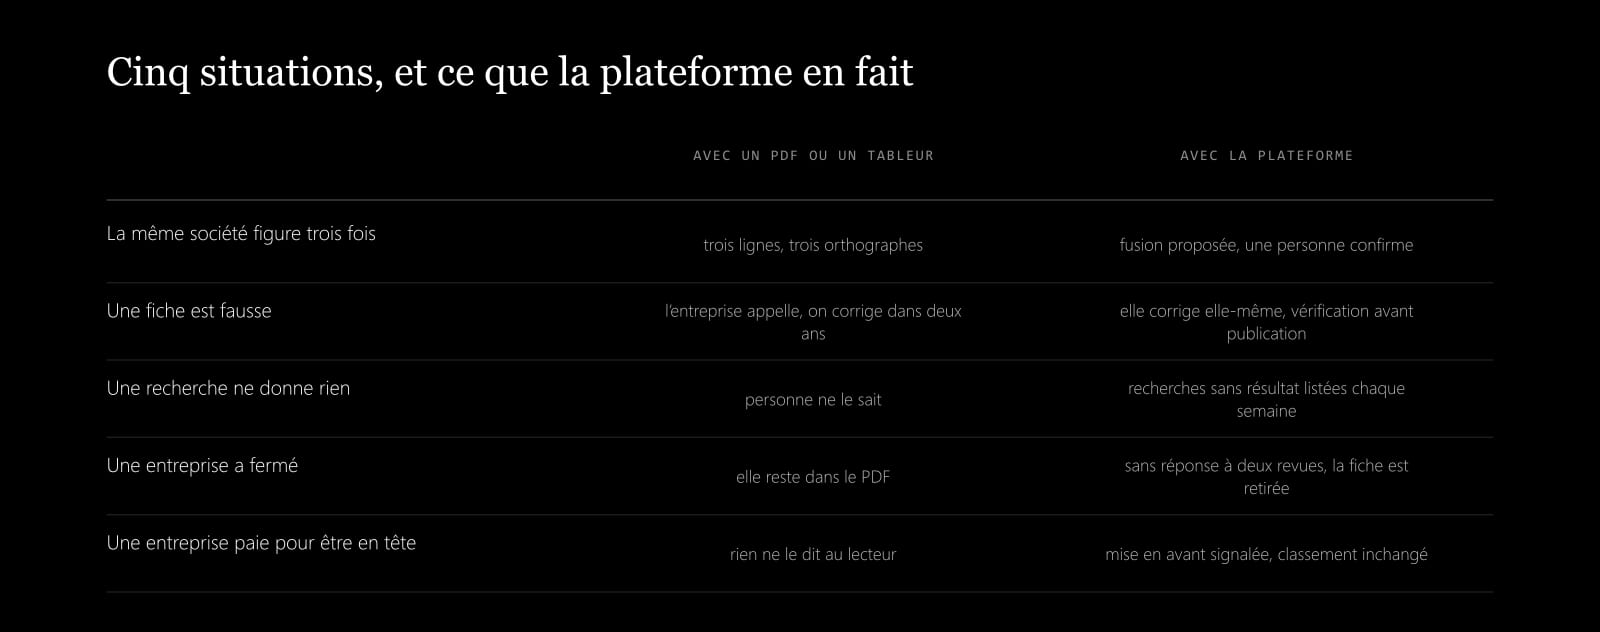 Cinq situations, et ce que la plateforme en fait
AVEC UN PDF OU UN TABLEUR
AVEC LA PLATEFORME
La même société figure trois fois
trois lignes, trois orthographes
fusion proposée, une personne confirme
Une fiche est fausse
l'entreprise appelle, on corrige dans deux
ans
elle corrige elle-même, vérification avant
publication
Une recherche ne donne rien
personne ne le sait
recherches sans résultat listées chaque
semaine
Une entreprise a fermé
elle reste dans le PDF
sans réponse à deux revues, la fiche est
retirée
Une entreprise paie pour être en tête
rien ne le dit au lecteur
mise en avant signalée, classement inchangé